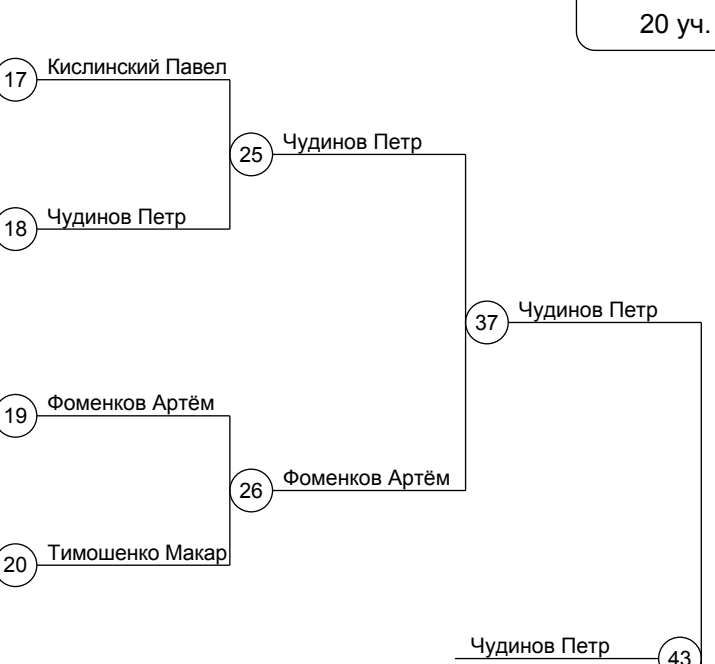 20 уч.
17 Кислинский Павел
25 Чудинов Петр
18 Чудинов Петр
37 Чудинов Петр
19 Фоменков Артём
26 Фоменков Артём
20 Тимошенко Макар
Чудинов Петр 43